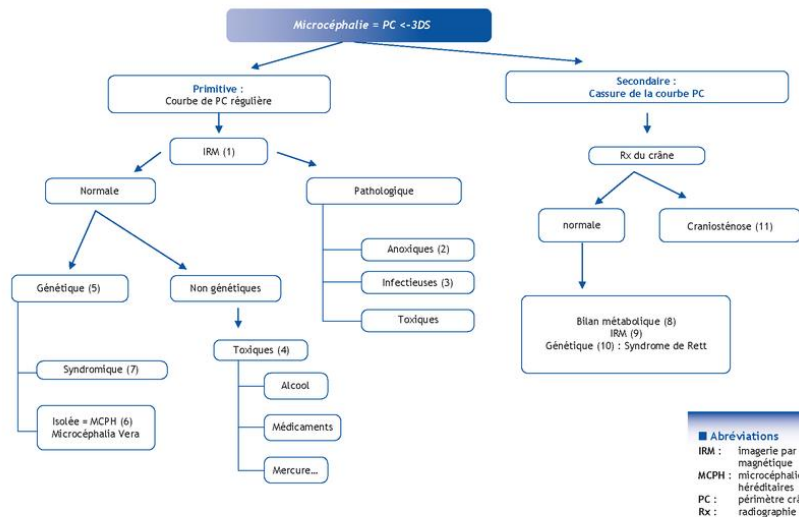 Microcéphalie = PC <-3DS
Primitive :
Courbe de PC régulière
Secondaire :
Cassure de la courbe PC
IRM (1)
Rx du crâne
Normale
Pathologique
normale
Craniosténose (11)
Anoxiques (2)
Génétique (5)
Non génétiques
Infectieuses (3)
Toxiques
Bilan métabolique (8)
IRM (9)
Génétique (10) : Syndrome de Rett
Toxiques (4)
Syndromique (7)
Alcool
Isolée = MCPH (6)
Microcéphalia Vera
Médicaments
Mercure...
Abréviations
IRM : imagerie par
magnétique
MCPH : microcéphalie
héréditaires
PC : périmètre
Rx : radiographie